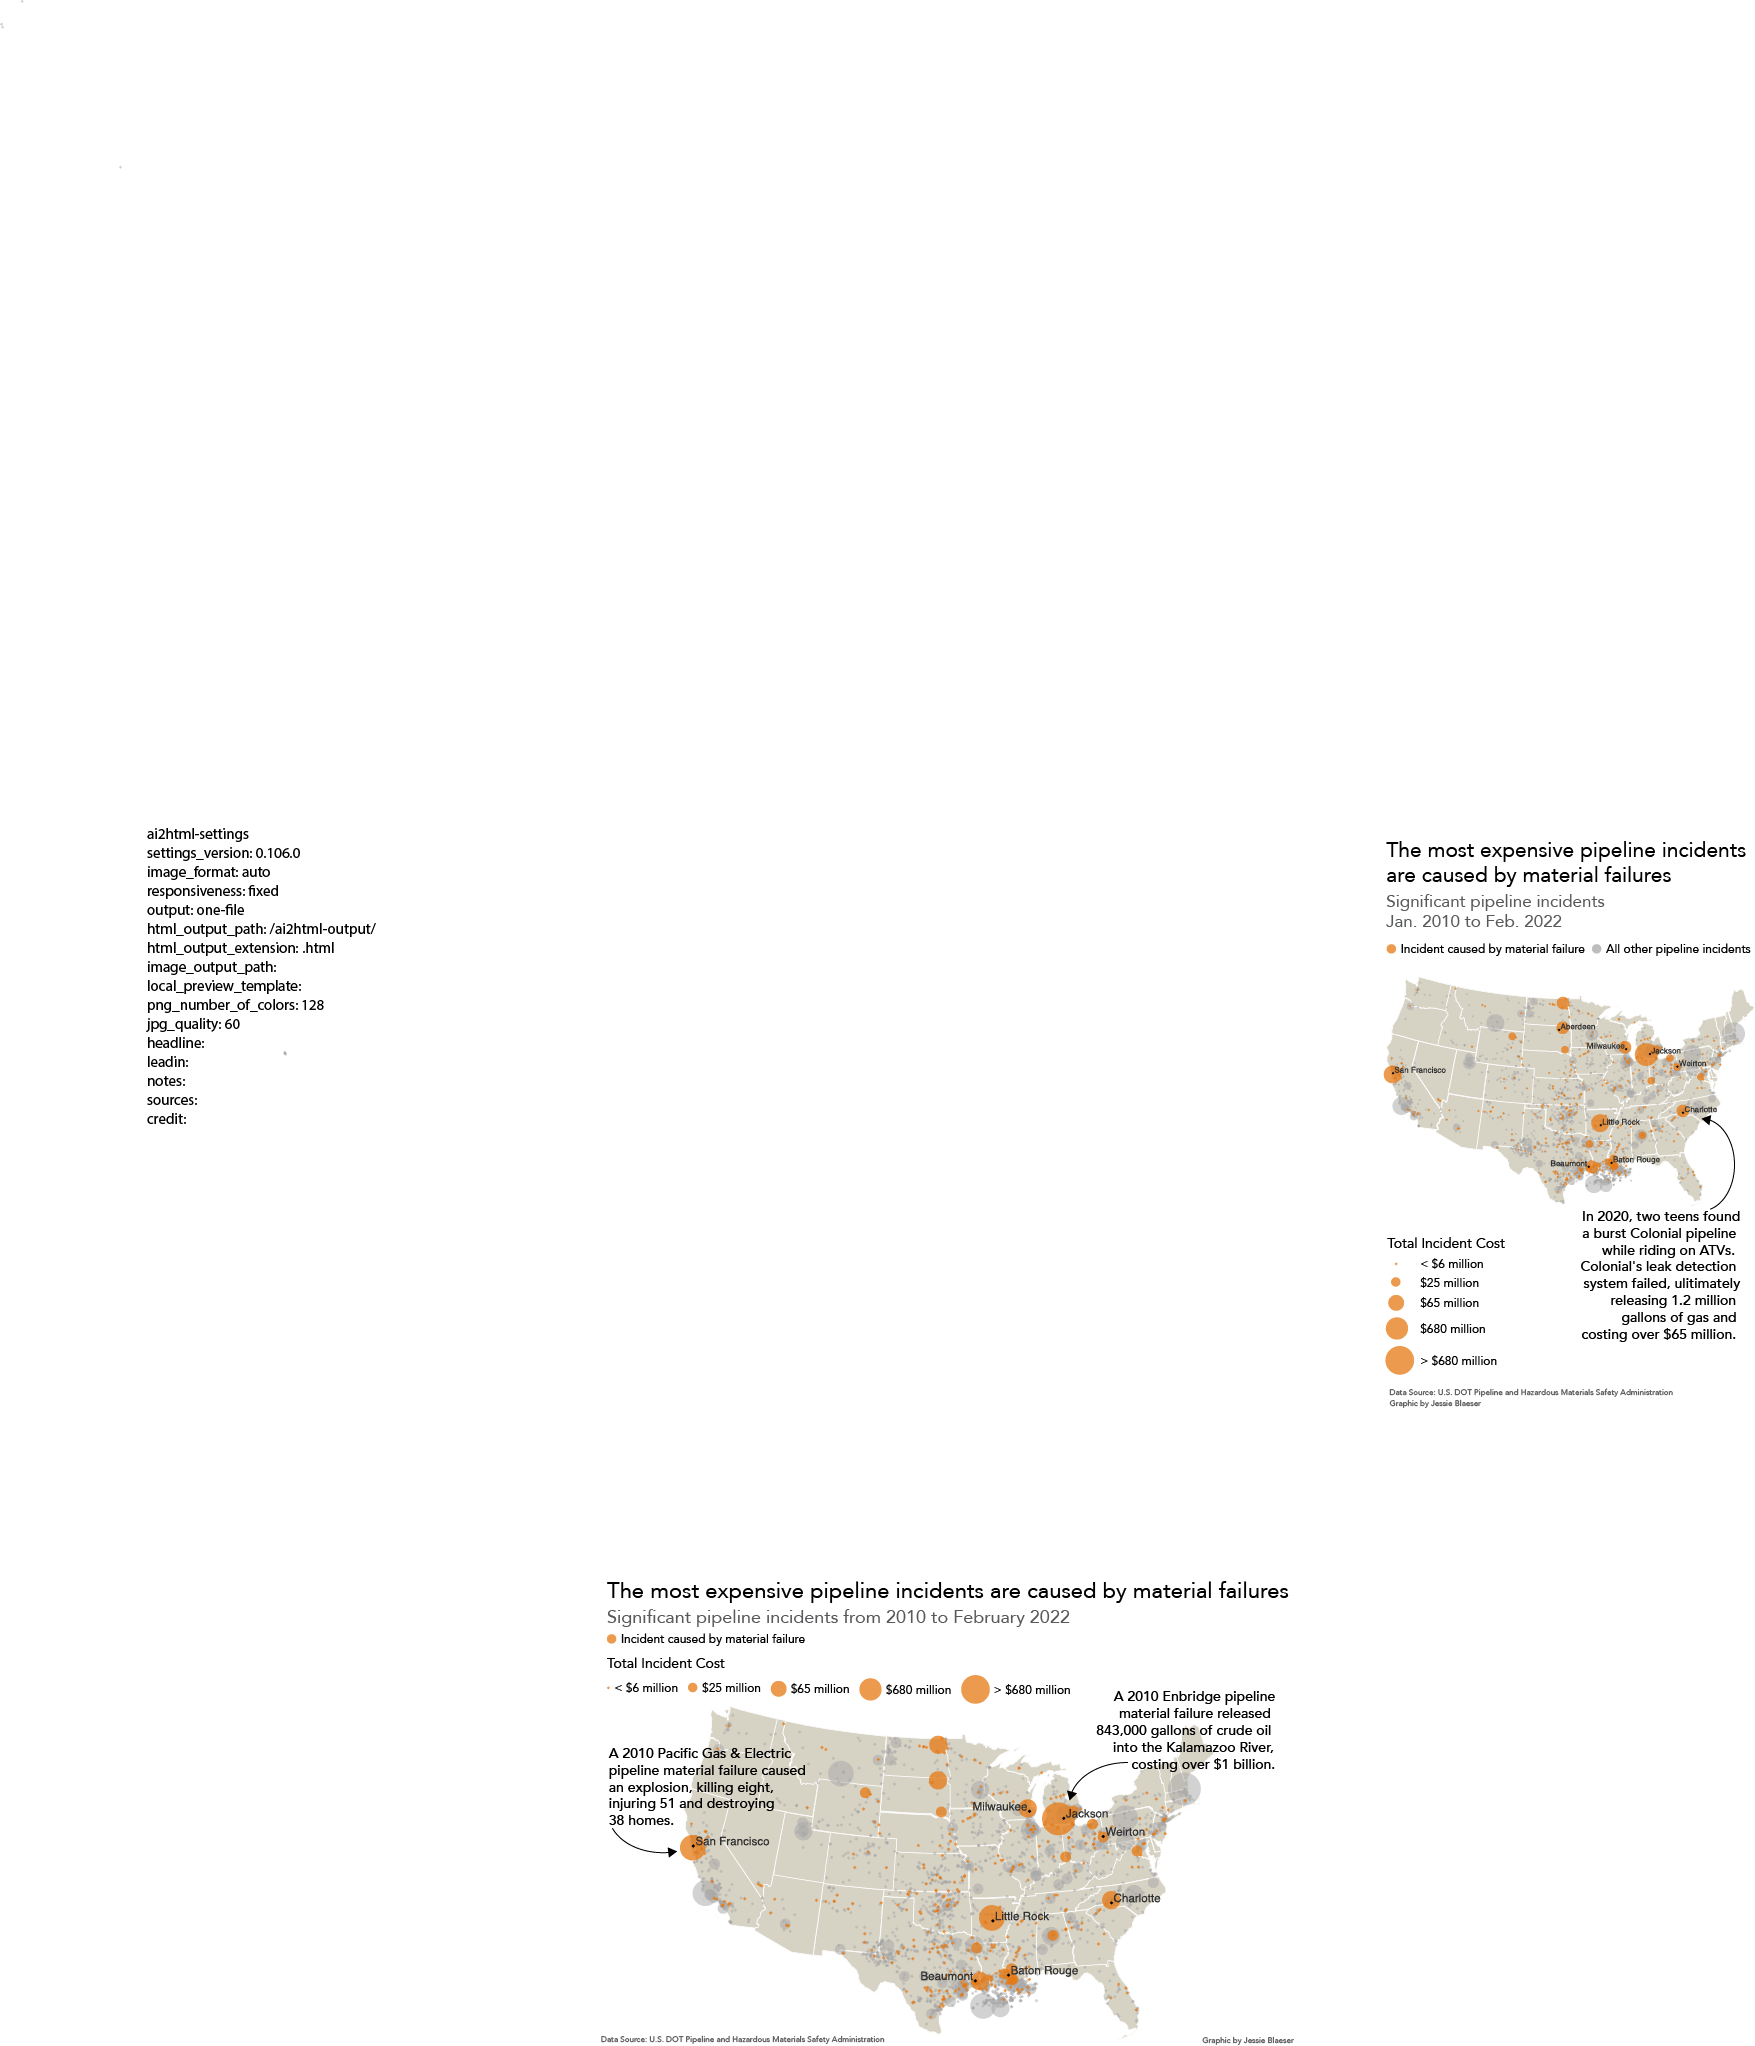 ai2html-settings
settings_version: 0.106.0
image_format: auto
responsiveness: fixed
output: one-file
html_output_path: /ai2html-output/
html_output_extension: .html
image_output_path:
local_preview_template:
png_number_of_colors: 128
jpg_quality: 60
headline:
leadin:
notes:
sources:
credit:
The most expensive pipeline incidents
are caused by material failures
Significant pipeline incidents
Jan. 2010 to Feb. 2022
Incident caused by material failure
All other pipeline incidents
Aberdeen
Milwaukee
Jackson
Weirton
San Francisco
Charlotte
Little Rock
Beaumont
Baton Rouge
In 2020, two teens found
a burst Colonial pipeline
while riding on ATVs.
Colonial's leak detection
system failed, ulitimately
releasing 1.2 million
gallons of gas and
costing over $65 million.
Total Incident Cost
< $6 million
$25 million
$65 million
$680 million
> $680 million
Data Source: U.S. DOT Pipeline and Hazardous Materials Safety Administration
Graphic by Jessie Blaeser
The most expensive pipeline incidents are caused by material failures
Significant pipeline incidents from 2010 to February 2022
Incident caused by material failure
Total Incident Cost
< $6 million
$25 million
$65 million
$680 million
> $680 million
A 2010 Enbridge pipeline
material failure released
843,000 gallons of crude oil
into the Kalamazoo River,
costing over $1 billion.
A 2010 Pacific Gas & Electric
pipeline material failure caused
an explosion, killing eight,
injuring 51 and destroying
38 homes.
Milwaukee
Jackson
Weirton
San Francisco
Charlotte
Little Rock
Beaumont
Baton Rouge
Data Source: U.S. DOT Pipeline and Hazardous Materials Safety Administration
Graphic by Jessie Blaeser